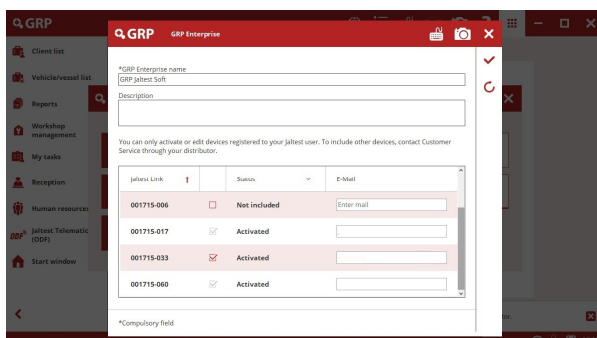 GRP
GRP GRP Enterprise
Client list
Vehicle/vessel list
Reports
Workshop
management
My tasks
Reception
Human resources
Jaltest Telematic
(ODF)
Start window
*GRP Enterprise name
GRP Jaltest Soft
Description
You can only activate or edit devices registered to your Jaltest user. To include other devices, contact Customer
Service through your distributor.
Jaltest Link Status E-Mail
001715-006 Not included Enter mail
001715-017 Activated
001715-033 Activated
001715-060 Activated
*Compulsory field
tor.